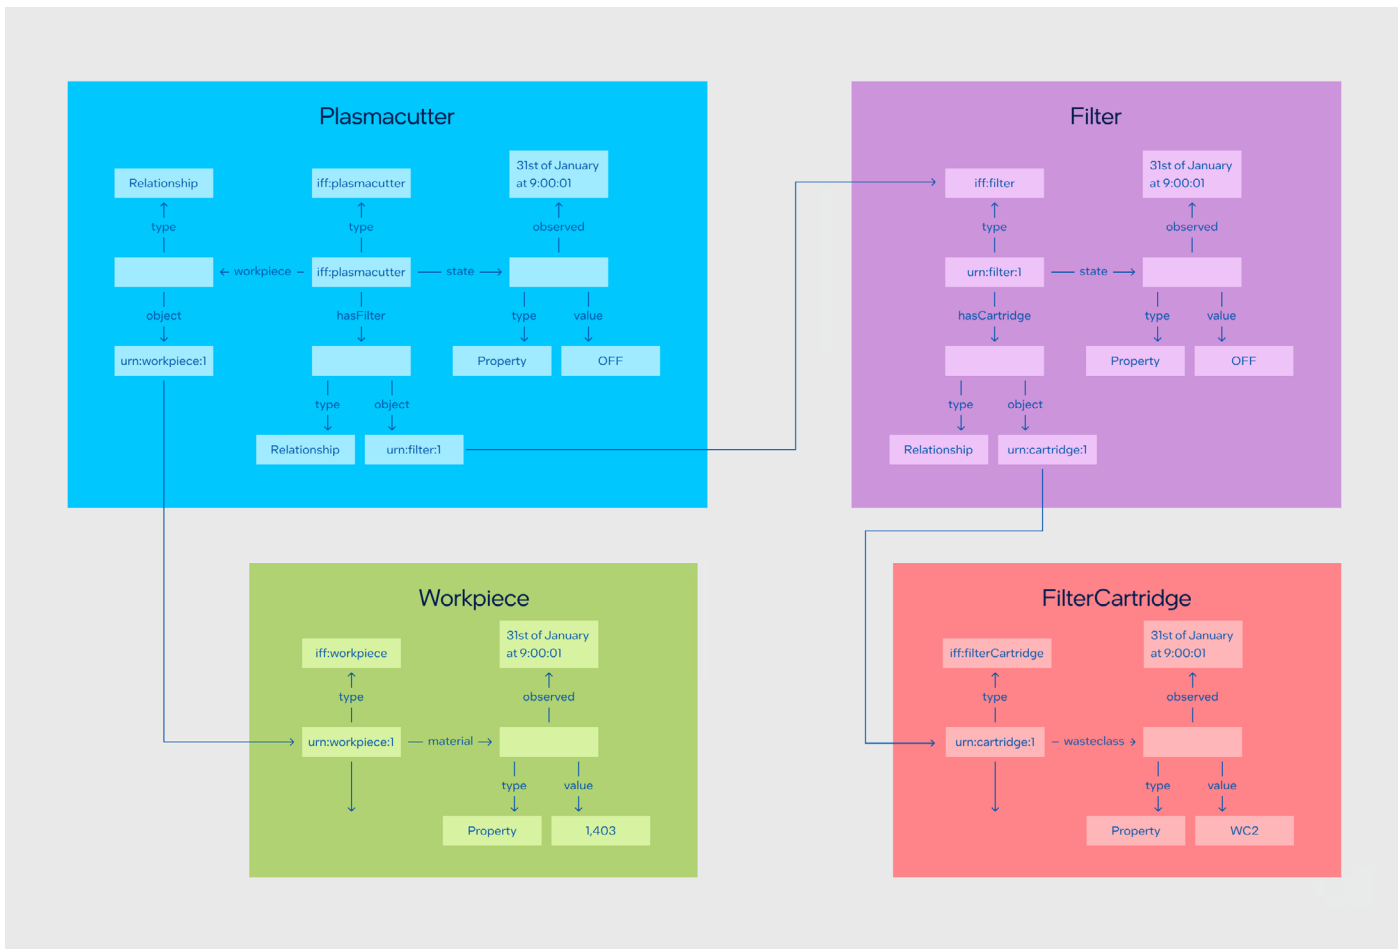 Plasmacutter
Relationship
iff:plasmacutter
31st of January
at 9:00:01
type
type
observed
workpiece
iff:plasmacutter
state
object
hasFilter
type
value
urn:workpiece:1
Property
OFF
type
object
Relationship
urn:filter:1
Filter
iff:filter
31st of January
at 9:00:01
type
observed
urn:filter:1
state
hasCartridge
type
value
Property
OFF
type
object
Relationship
urn:cartridge:1
Workpiece
iff:workpiece
31st of January
at 9:00:01
type
observed
urn:workpiece:1
material
type
value
Property
1,403
FilterCartridge
iff:filterCartridge
31st of January
at 9:00:01
type
observed
urn:cartridge:1
wasteclass
type
value
Property
WC2